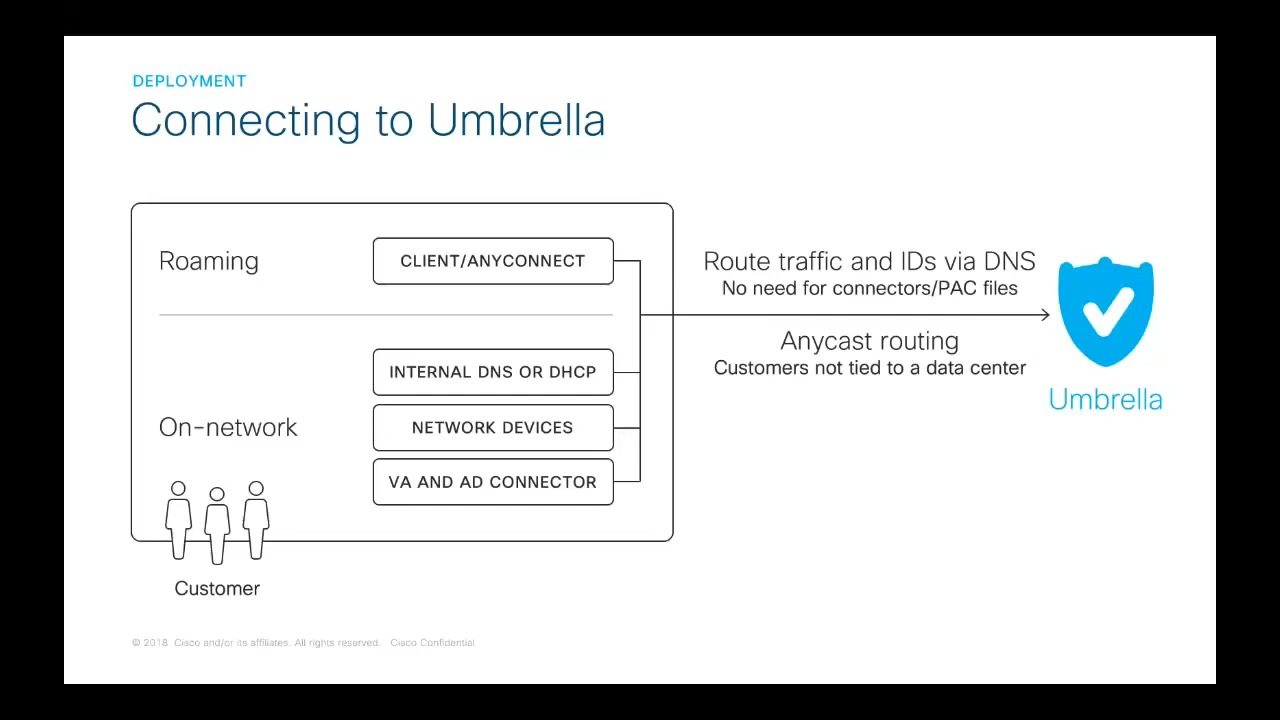 DEPLOYMENT
Connecting to Umbrella
Roaming
CLIENT/ANYCONNECT
On-network
INTERNAL DNS OR DHCP
NETWORK DEVICES
VA AND AD CONNECTOR
Customer
Route traffic and IDs via DNS
No need for connectors/PAC files
Anycast routing
Customers not tied to a data center
Umbrella
© 2018 Cisco and/or its affiliates. All rights reserved. Cisco Confidential